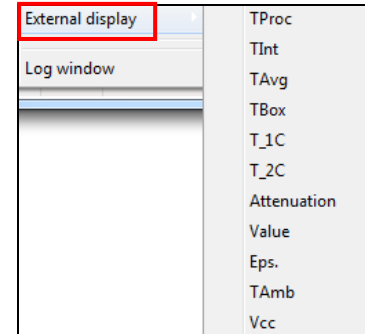 External display
Log window
TProc
TInt
TAvg
TBox
T_1C
T_2C
Attenuation
Value
Eps.
TAmb
Vcc